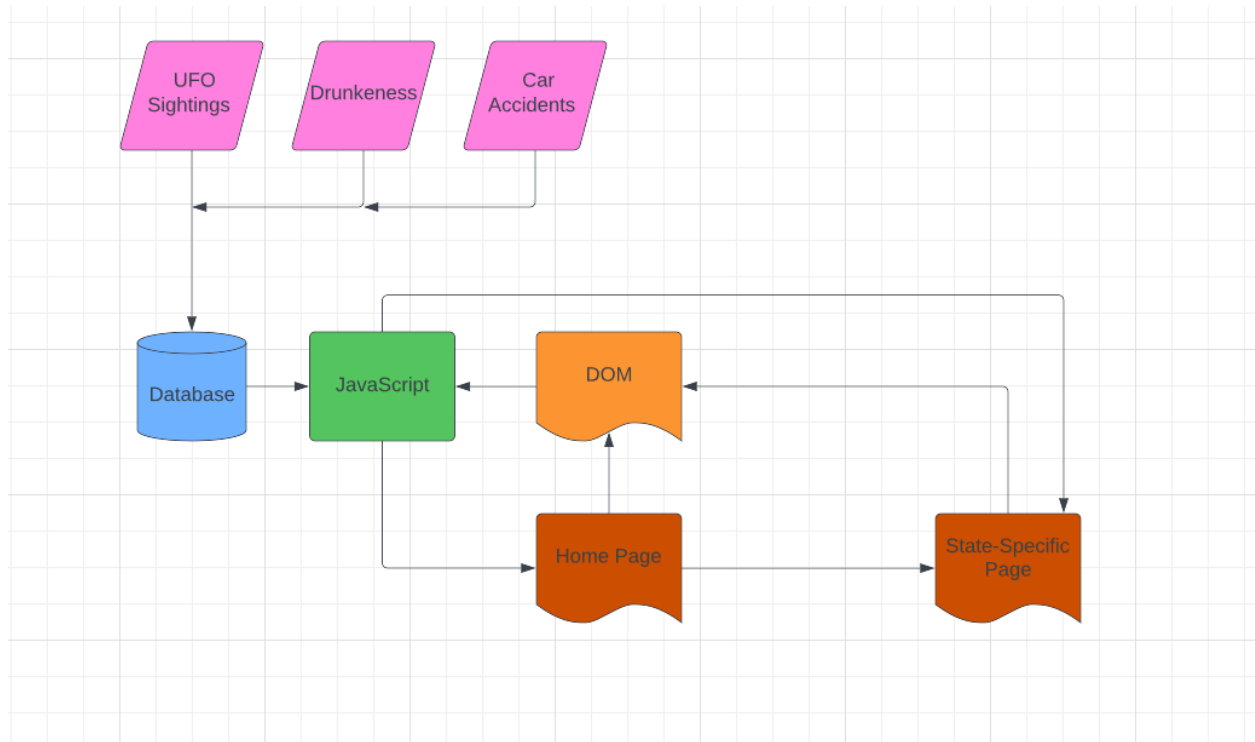 UFO
Sightings
Drunkeness
Car
Accidents
Database
JavaScript
DOM
Home Page
State-Specific
Page